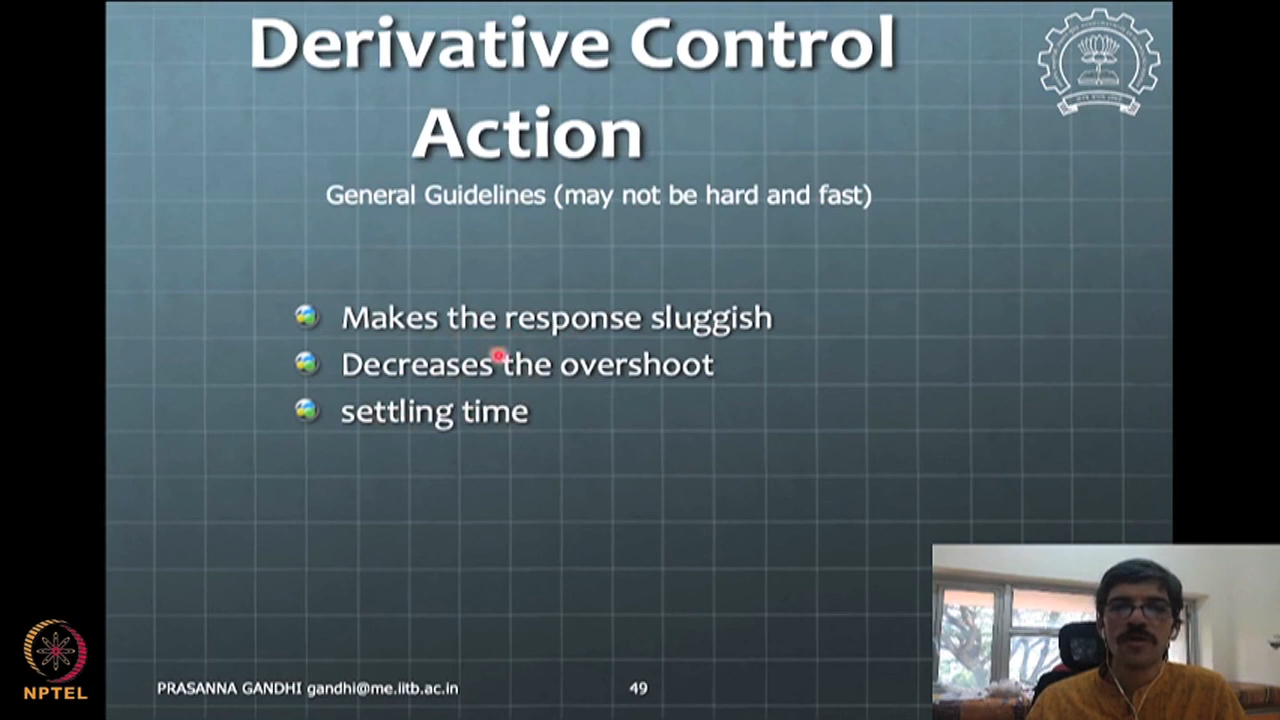 Derivative Control
Action
General Guidelines (may not be hard and fast)
Makes the response sluggish
Decreases the overshoot
settling time
NPTEL
PRASANNA GANDHI gandhi@me.iitb.ac.in
49